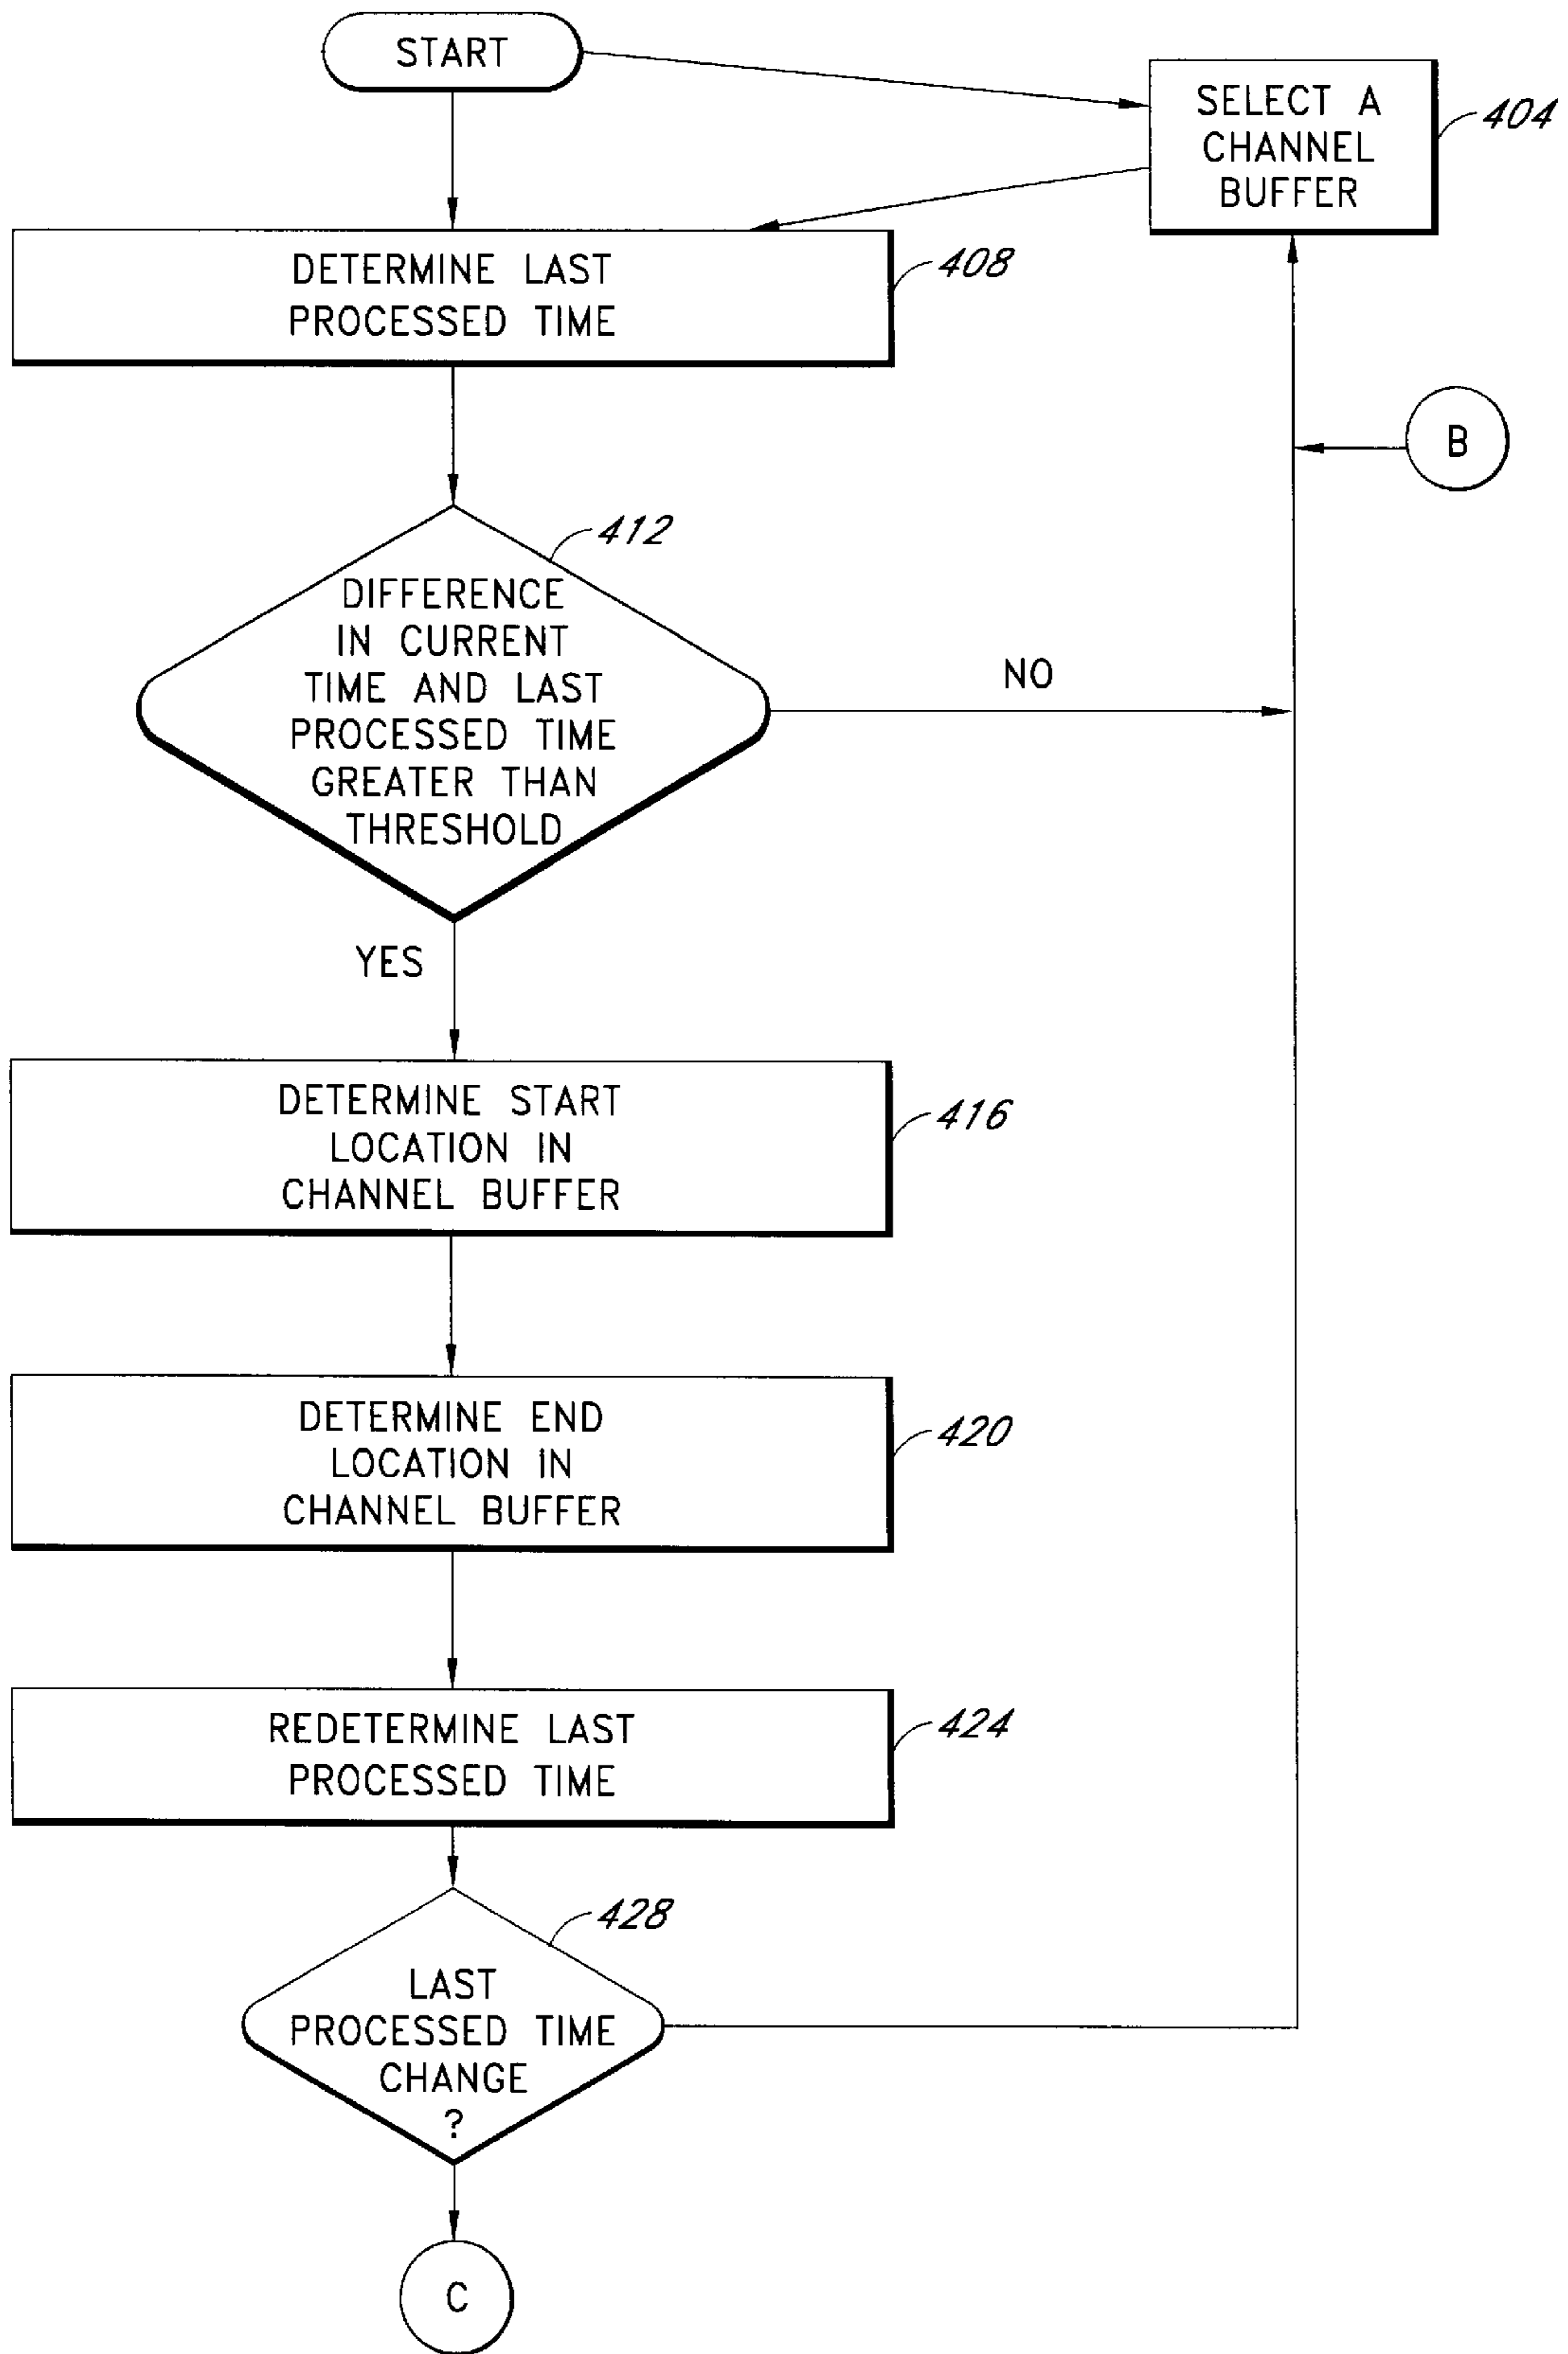 START
SELECT A
CHANNEL
BUFFER
404
DETERMINE LAST
PROCESSED TIME
408
B
412
DIFFERENCE
IN CURRENT
TIME AND LAST
PROCESSED TIME
GREATER THAN
THRESHOLD
NO
YES
DETERMINE START
LOCATION IN
CHANNEL BUFFER
416
DETERMINE END
LOCATION IN
CHANNEL BUFFER
420
REDETERMINE LAST
PROCESSED TIME
424
428
LAST
PROCESSED TIME
CHANGE
?
C